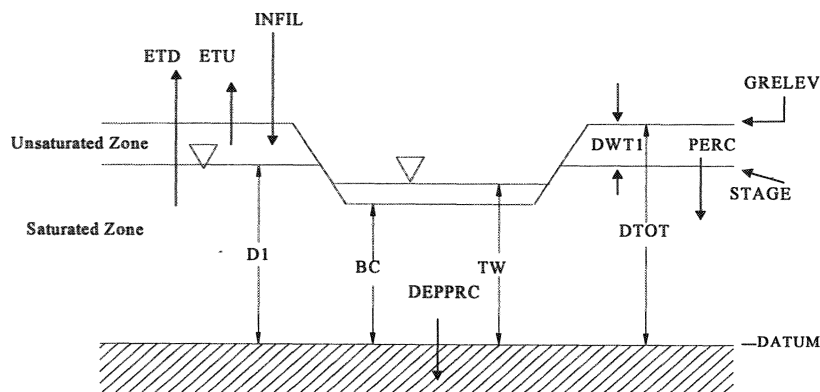 INFIL
ETD
ETU
GRELEV
Unsaturated Zone
DWT1
PERC
STAGE
Saturated Zone
DTOT
D1
BC
TW
DEPPRC
DATUM